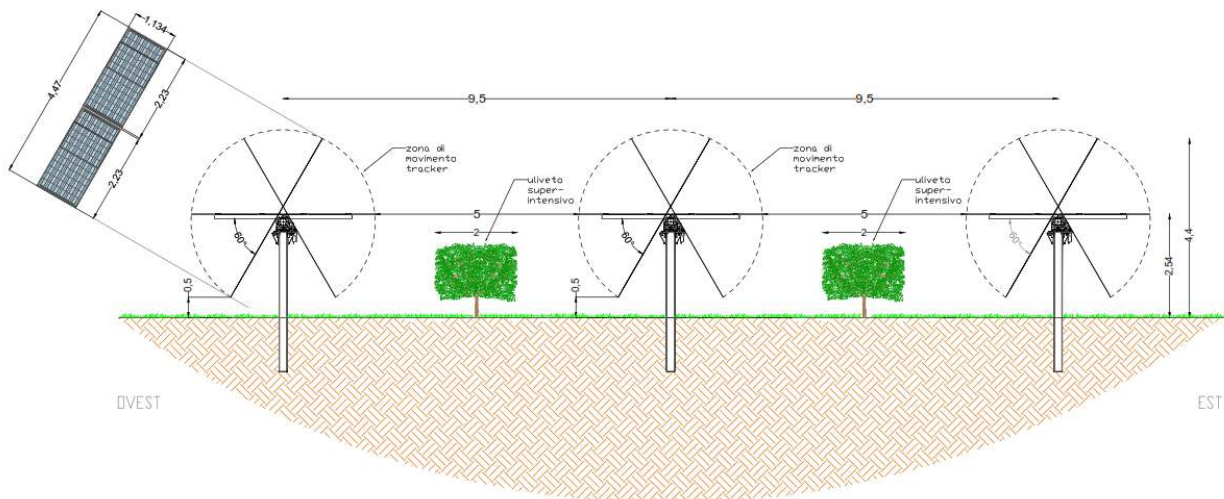 1,134
4,47
2,23
2,23
9,5
9,5
zona di
movimento
tracker
zona di
movimento
tracker
uliveto
super-
intensivo
uliveto
super-
intensivo
5
5
2
2
60°
60°
60°
0,5
0,5
2,54
4,4
OVEST
EST